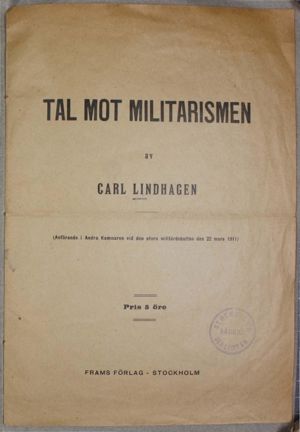 TAL MOT MILITARISMEN
AV
CARL LINDHAGEN
(Anförande i Andra Kammaren vid den stora militärdebatten den 22 mars 1911)
Pris 5 öre
FRAMS FÖRLAG - STOCKHOLM